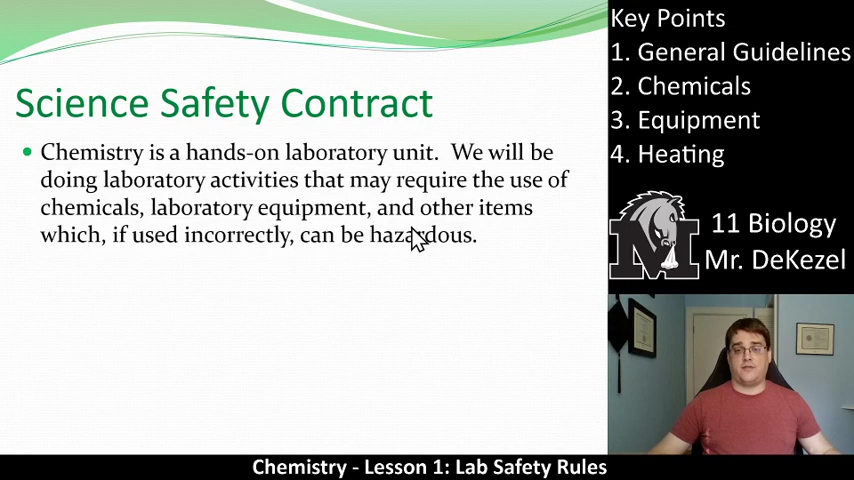 Science Safety Contract
Chemistry is a hands-on laboratory unit. We will be
doing laboratory activities that may require the use of
chemicals, laboratory equipment, and other items
which, if used incorrectly, can be hazardous.
Key Points
1. General Guidelines
2. Chemicals
3. Equipment
4. Heating
M
11 Biology
Mr. DeKezel
Chemistry - Lesson 1: Lab Safety Rules